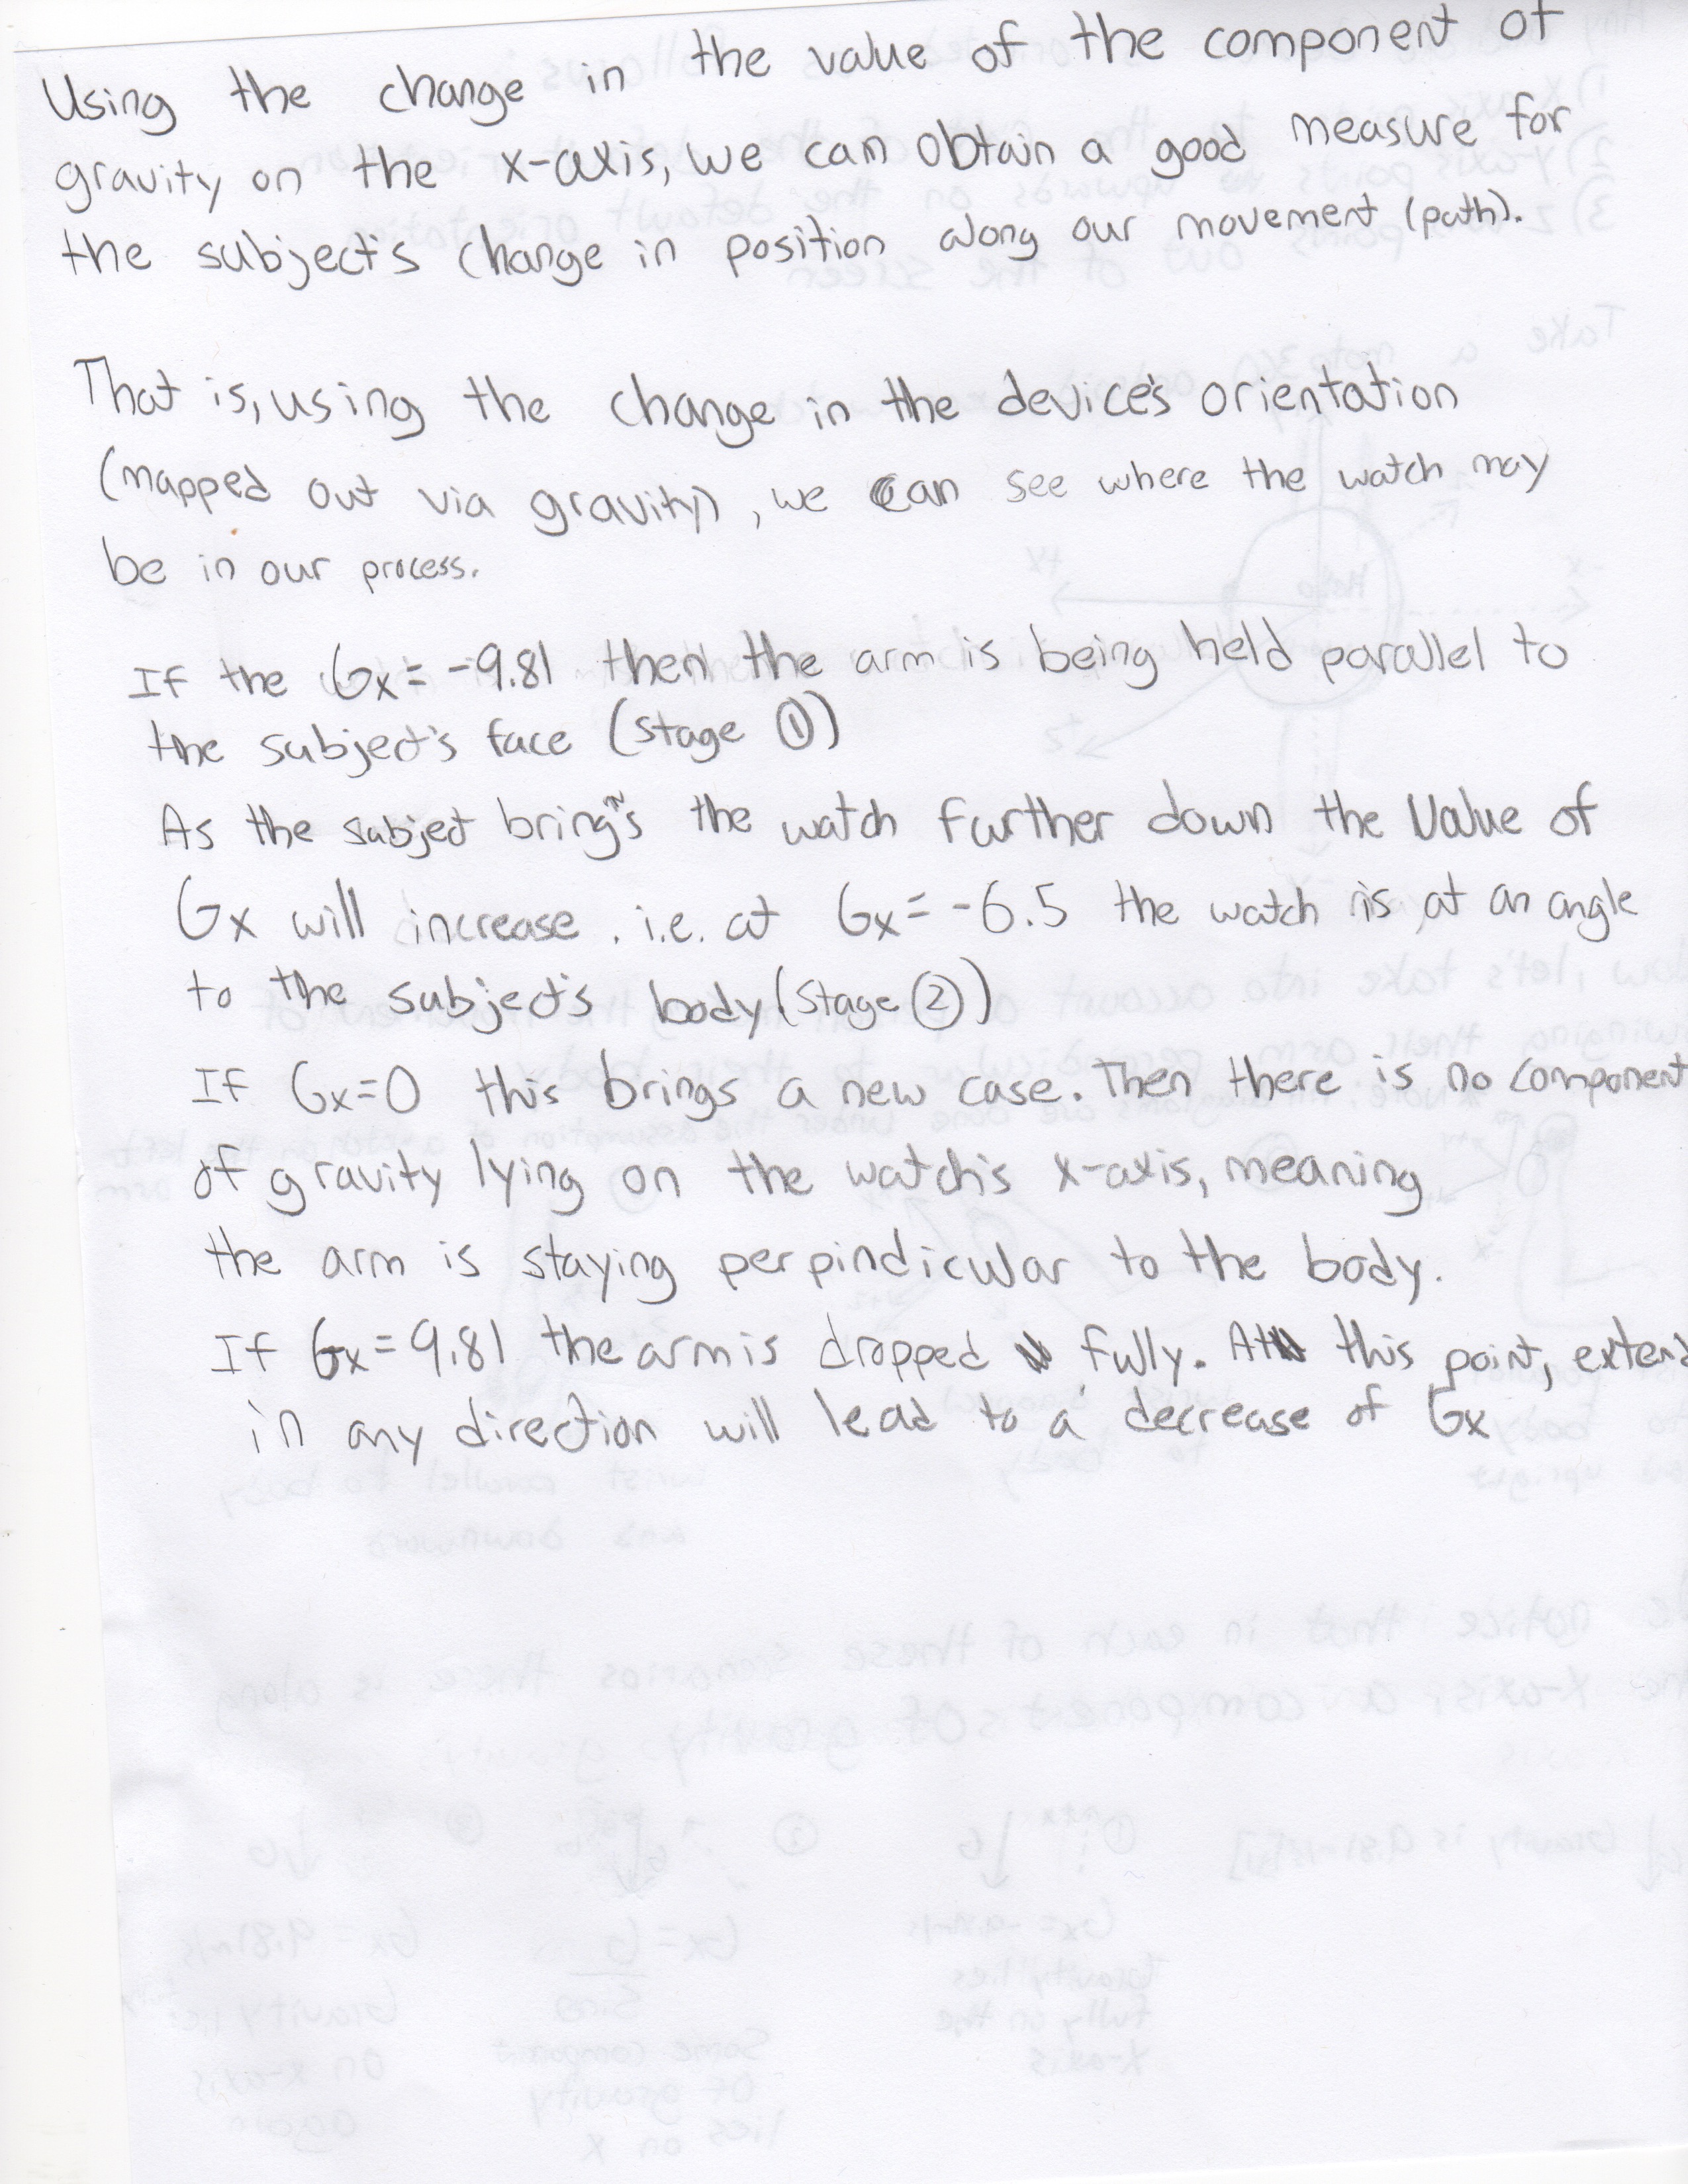 Using the change in the value of the component of
gravity on the x-axis, we can obtain a good measure for
the subject's change in position along our movement (path).
That is, using the change in the device's orientation
(mapped out via gravity), we can see where the watch may
be in our process.
If the Gx = -9.81 then the arm is being held parallel to
the subject's face (stage ①)
As the subject bring's the watch further down the value of
Gx will increase. i.e. at Gx = -6.5 the watch is at an angle
to the subject's body (stage ②)
If Gx=0 this brings a new case. Then there is no component
of gravity lying on the watch's x-axis, meaning
the arm is staying perpindicular to the body.
If Gx=9.81 the arm is dropped fully. At this point, extend
in any direction will lead to a decrease of Gx